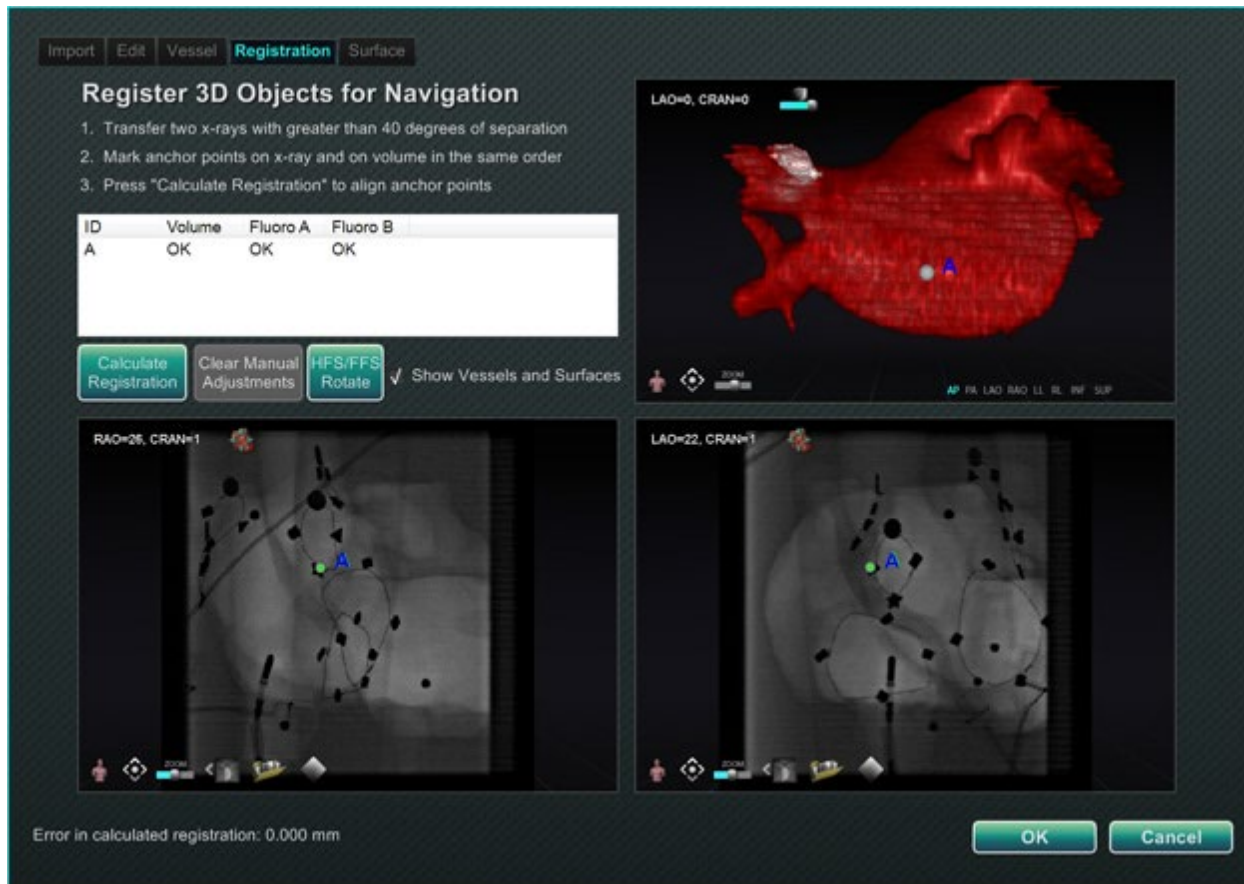 Import Edit Vessel Registration Surface
Register 3D Objects for Navigation
1. Transfer two x-rays with greater than 40 degrees of separation
2. Mark anchor points on x-ray and on volume in the same order
3. Press "Calculate Registration" to align anchor points
ID Volume Fluoro A Fluoro B
A OK OK OK
Calculate Registration
Clear Manual Adjustments
HFS/FFS Rotate
Show Vessels and Surfaces
LAO=0, CRAN=0
A
ZOOM
AP PA LAO RAO LL RL INF SUP
RAO=26, CRAN=1
A
ZOOM
LAO=22, CRAN=1
A
ZOOM
Error in calculated registration: 0.000 mm
OK
Cancel